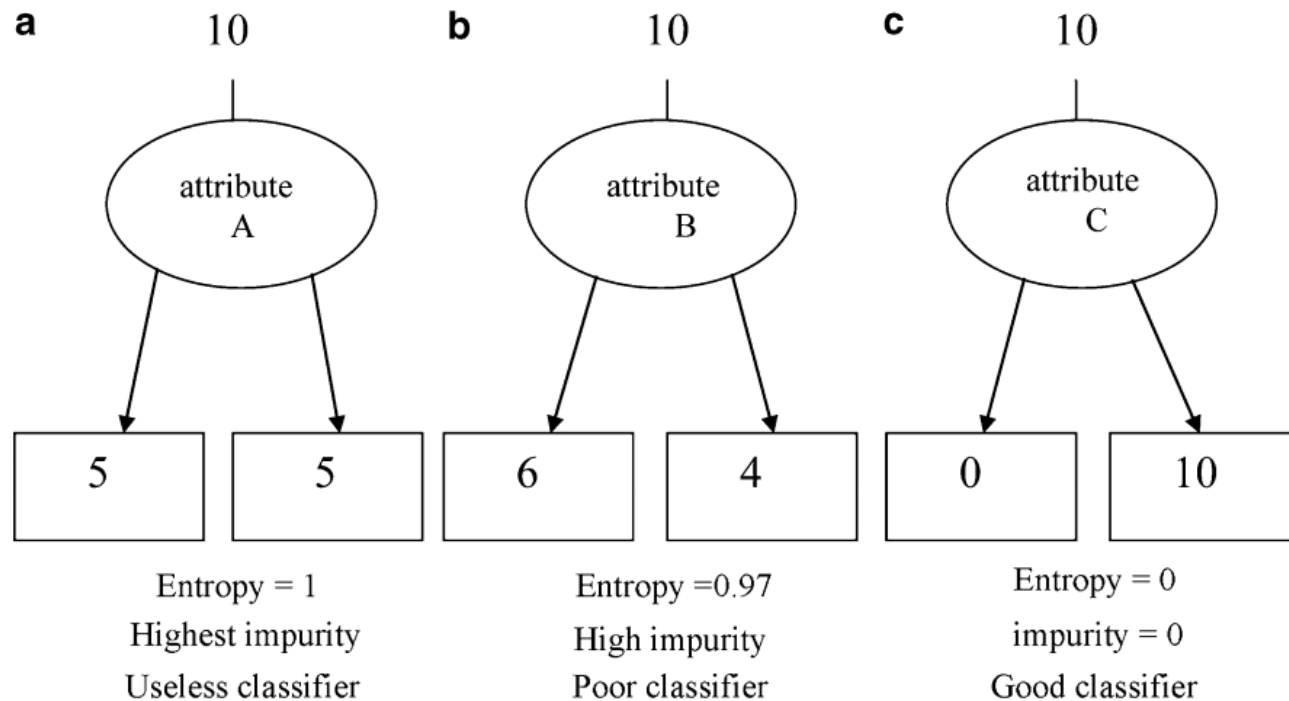 a
10
attribute
A
5
5
Entropy = 1
Highest impurity
Useless classifier
b
10
attribute
B
6
4
Entropy =0.97
High impurity
Poor classifier
c
10
attribute
C
0
10
Entropy = 0
impurity = 0
Good classifier